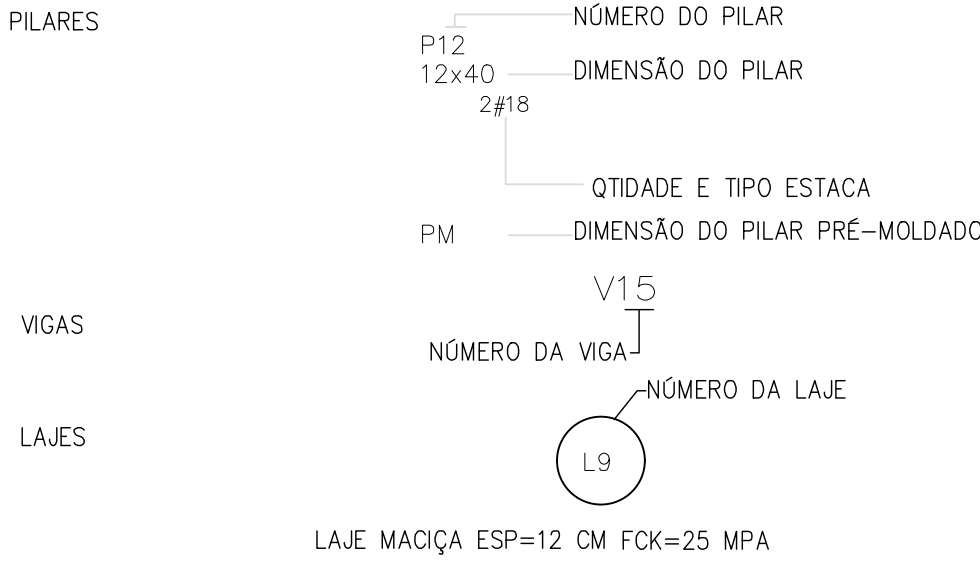 PILARES
NÚMERO DO PILAR
P12
12x40
DIMENSÃO DO PILAR
2#18
QTIDADE E TIPO ESTACA
PM
DIMENSÃO DO PILAR PRÉ-MOLDADO
V15
VIGAS
NÚMERO DA VIGA
NÚMERO DA LAJE
LAJES
L9
LAJE MACIÇA ESP=12 CM FCK=25 MPA